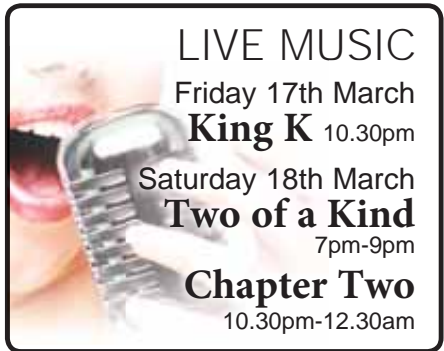 LIVE MUSIC
Friday 17th March
King K 10.30pm
Saturday 18th March
Two of a Kind
7pm-9pm
Chapter Two
10.30pm-12.30am